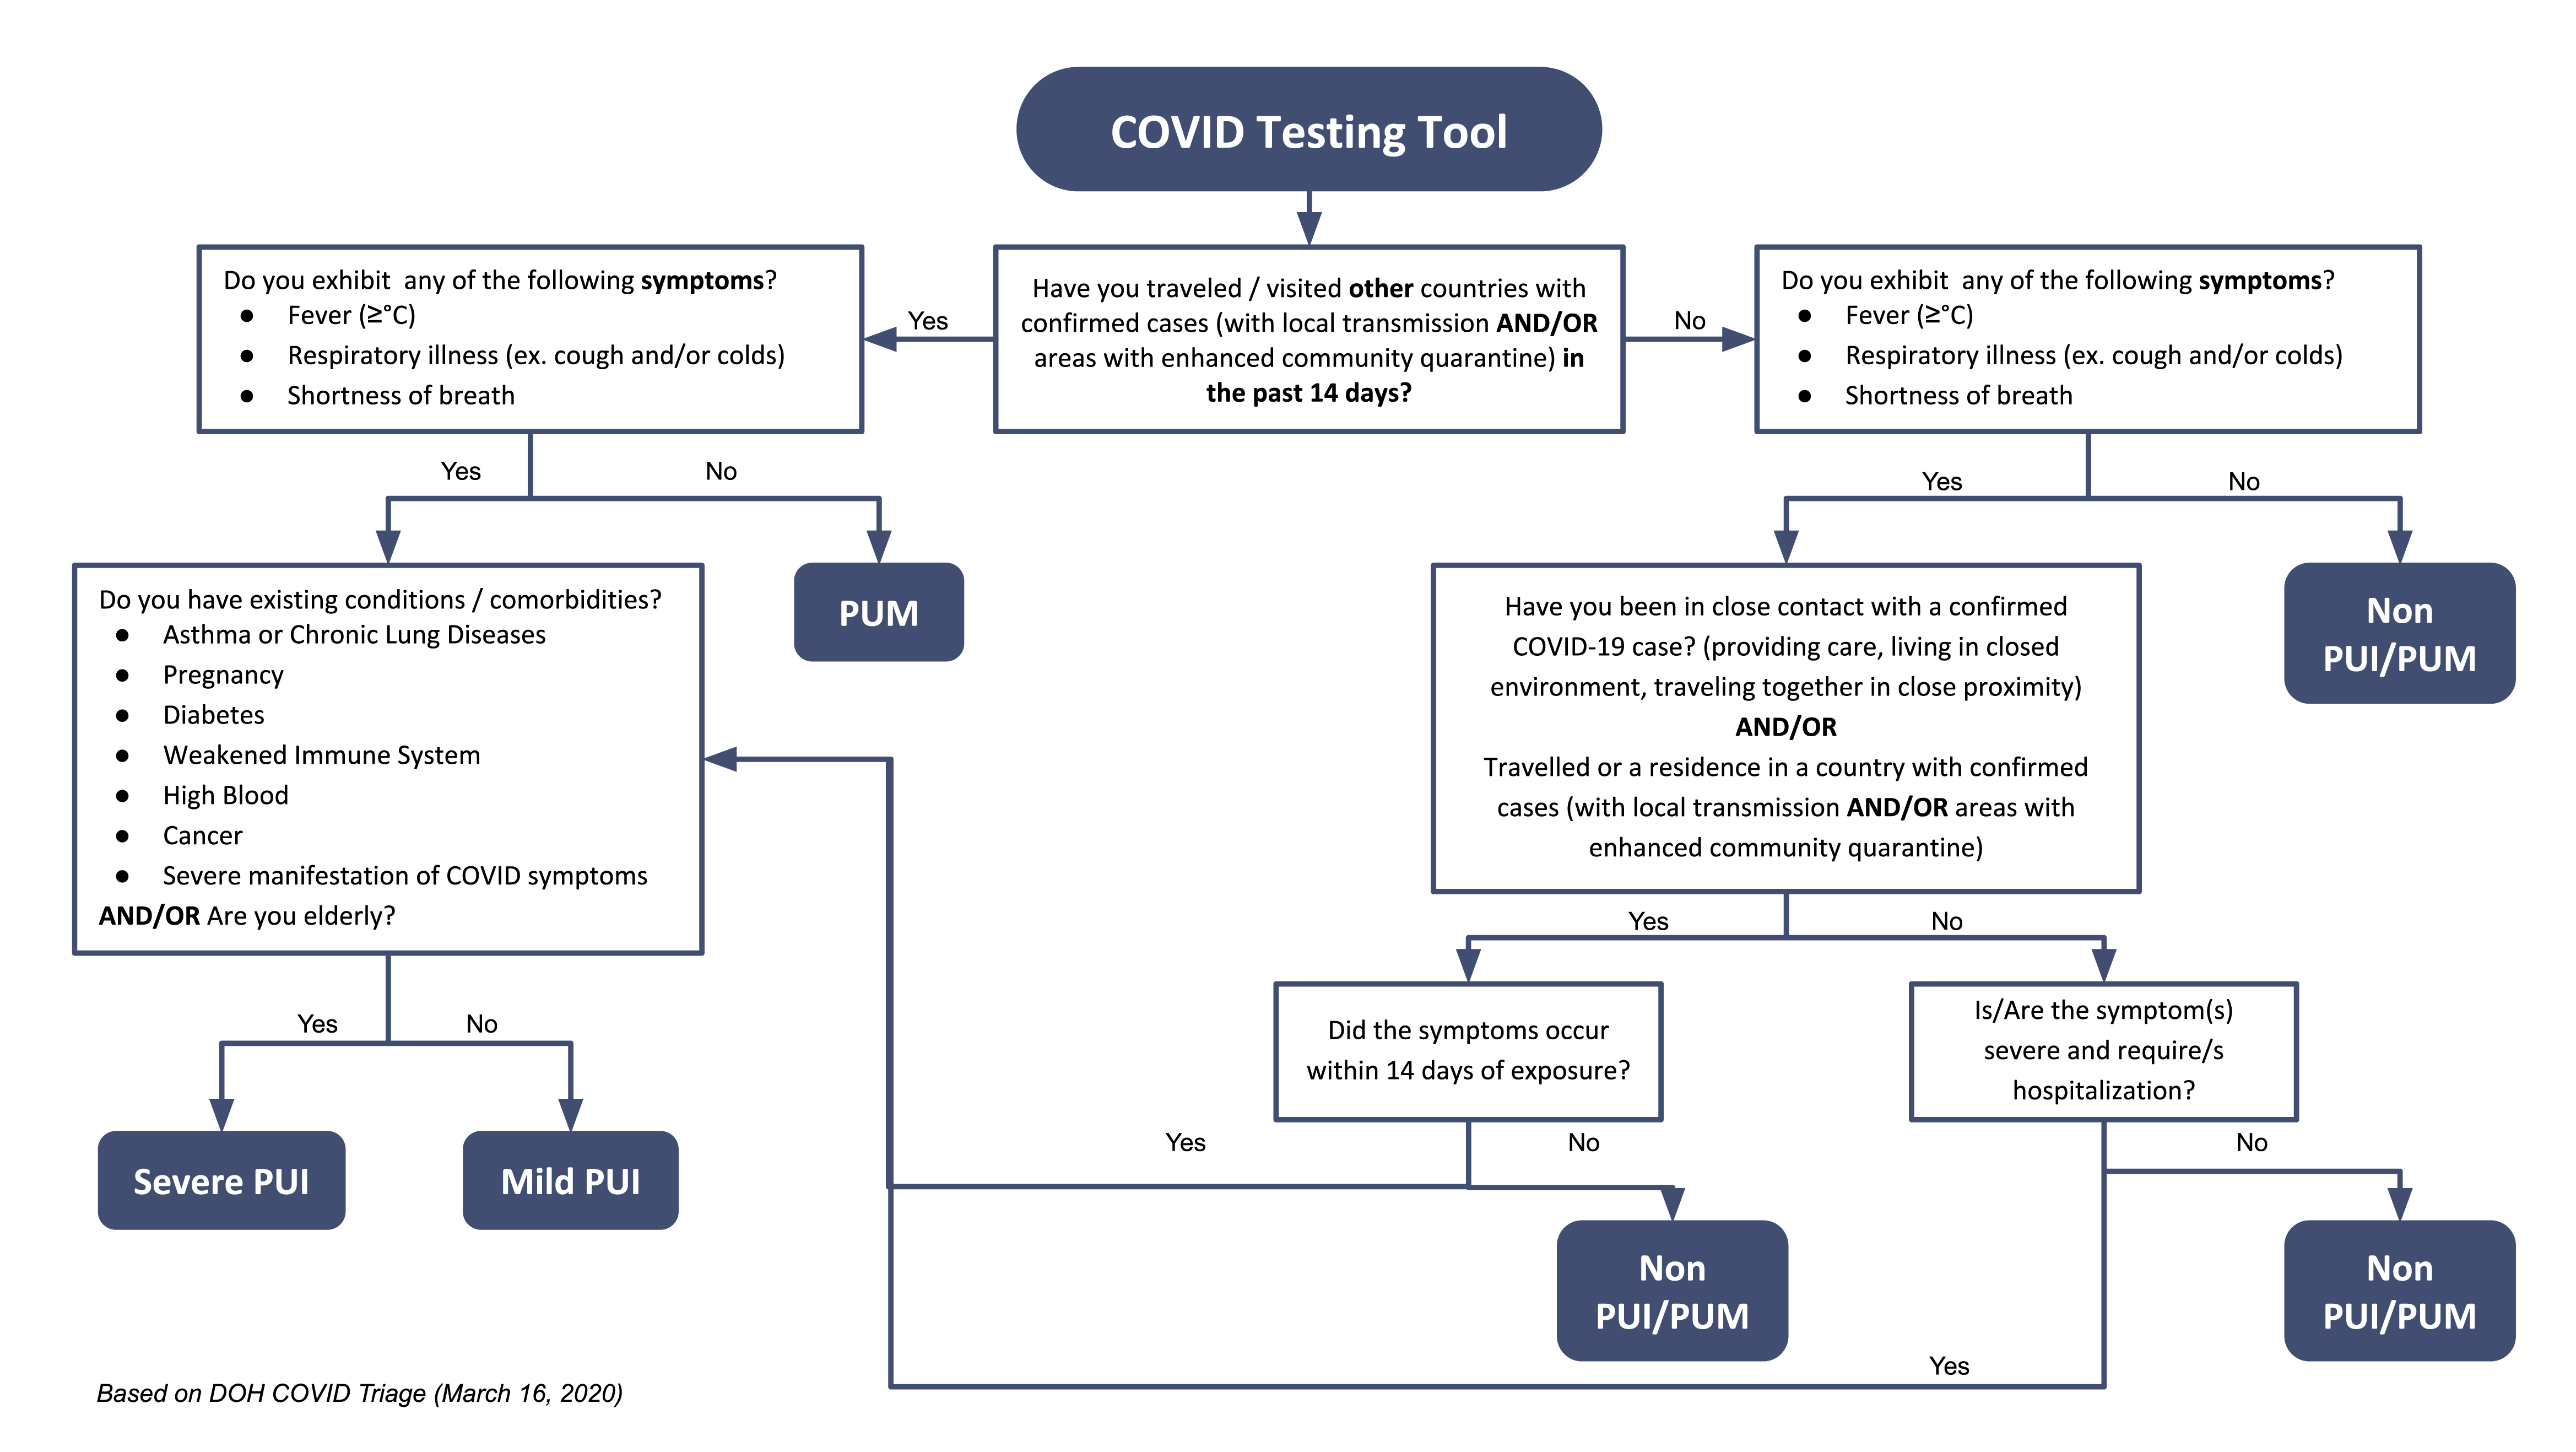 COVID Testing Tool
Do you exhibit any of the following symptoms?
● Fever (≥°C)
● Respiratory illness (ex. cough and/or colds)
● Shortness of breath
Yes
Have you traveled / visited other countries with
confirmed cases (with local transmission AND/OR
areas with enhanced community quarantine) in
the past 14 days?
No
Do you exhibit any of the following symptoms?
● Fever (≥°C)
● Respiratory illness (ex. cough and/or colds)
● Shortness of breath
Yes
No
Yes
No
Do you have existing conditions / comorbidities?
● Asthma or Chronic Lung Diseases
● Pregnancy
● Diabetes
● Weakened Immune System
● High Blood
● Cancer
● Severe manifestation of COVID symptoms
AND/OR Are you elderly?
PUM
Have you been in close contact with a confirmed
COVID-19 case? (providing care, living in closed
environment, traveling together in close proximity)
AND/OR
Travelled or a residence in a country with confirmed
cases (with local transmission AND/OR areas with
enhanced community quarantine)
Non
PUI/PUM
Yes
No
Yes
No
Did the symptoms occur
within 14 days of exposure?
Is/Are the symptom(s)
severe and require/s
hospitalization?
Severe PUI
Mild PUI
Yes
No
No
Non
PUI/PUM
Non
PUI/PUM
Yes
Based on DOH COVID Triage (March 16, 2020)